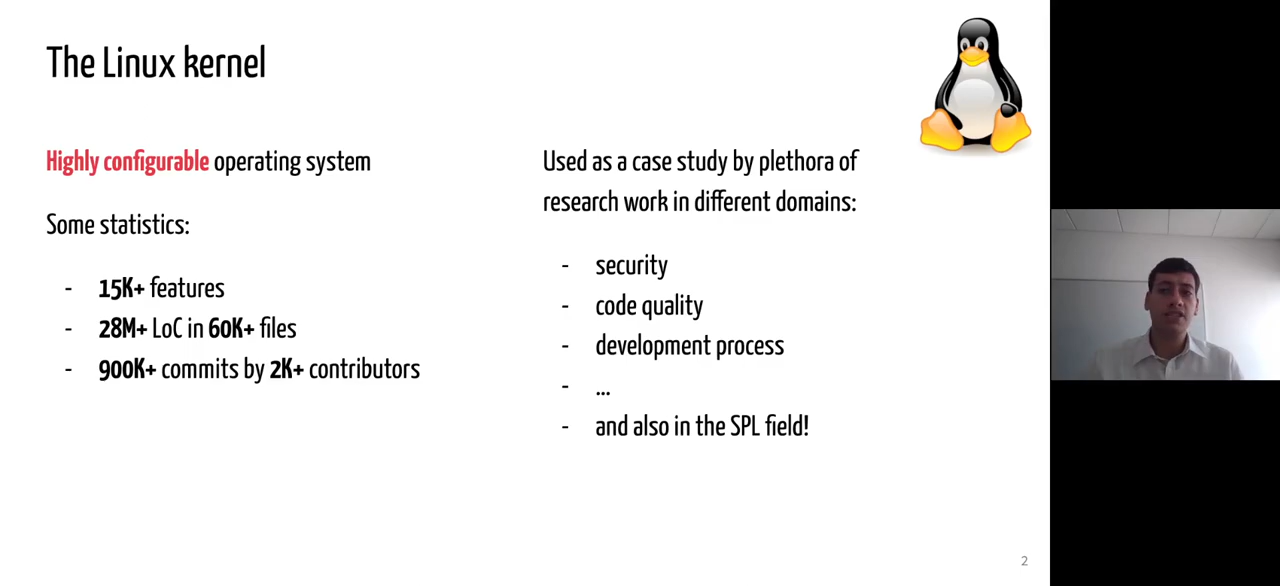 The Linux kernel
Highly configurable operating system
Some statistics:
- 15K+ features
- 28M+ LoC in 60K+ files
- 900K+ commits by 2K+ contributors
Used as a case study by plethora of
research work in different domains:
- security
- code quality
- development process
- ...
- and also in the SPL field!
2